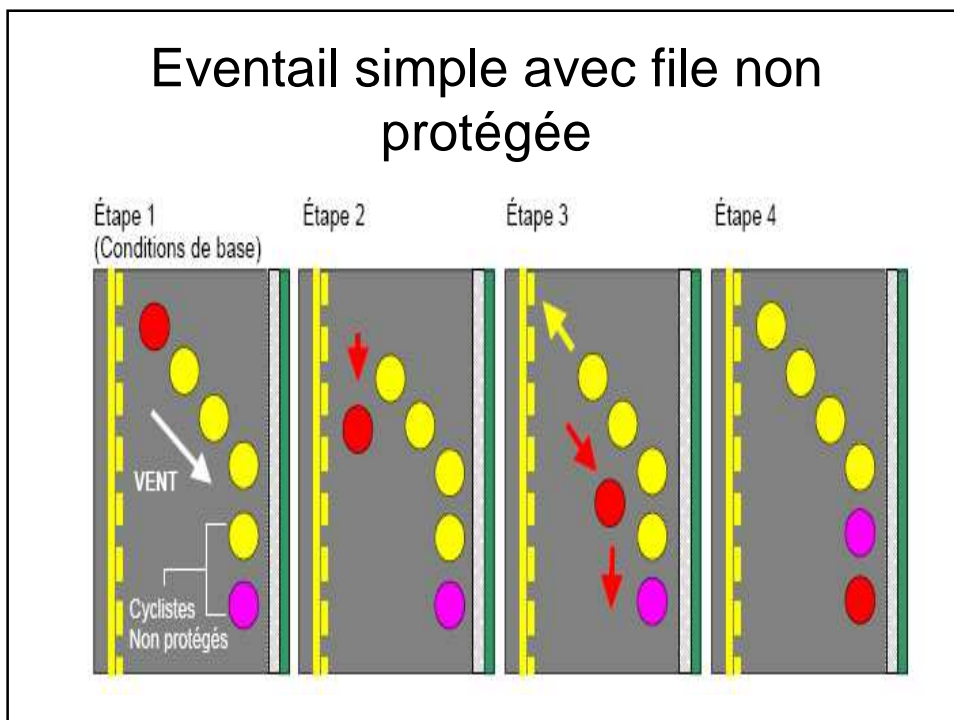 Eventail simple avec file non
protégée
Étape 1
(Conditions de base)
Étape 2
Étape 3
Étape 4
VENT
Cyclistes
Non protégés